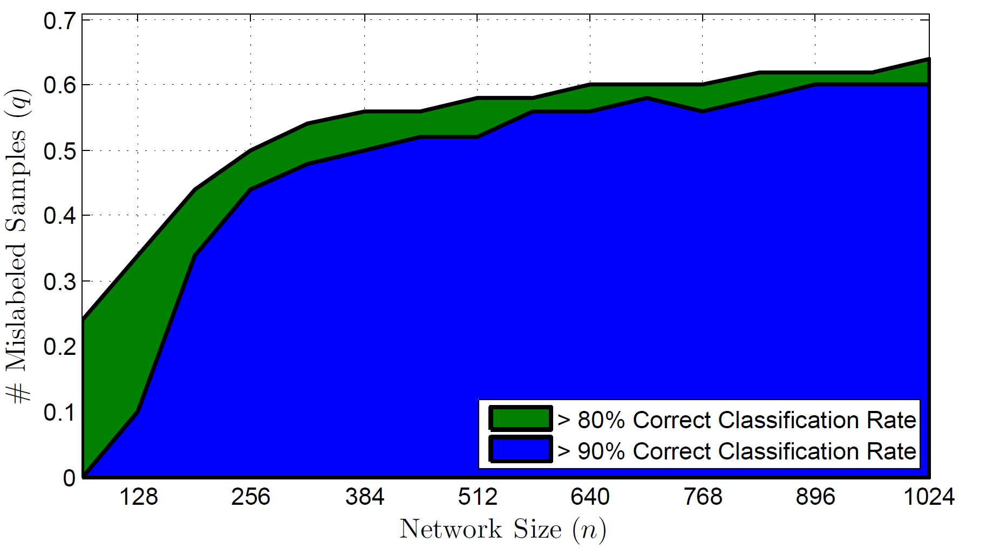 0.7
0.6
0.5
0.4
0.3
0.2
0.1
0
# Mislabeled Samples (q)
> 80% Correct Classification Rate
> 90% Correct Classification Rate
128 256 384 512 640 768 896 1024
Network Size (n)